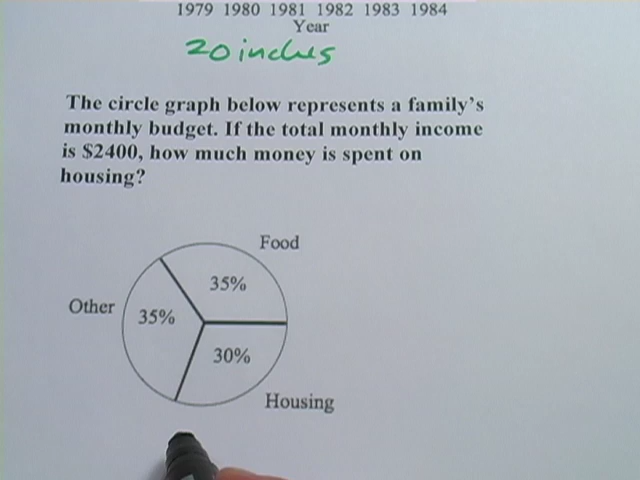 1979 1980 1981 1982 1983 1984
Year
20 inches
The circle graph below represents a family's
monthly budget. If the total monthly income
is $2400, how much money is spent on
housing?
Food
35%
Other
35%
30%
Housing